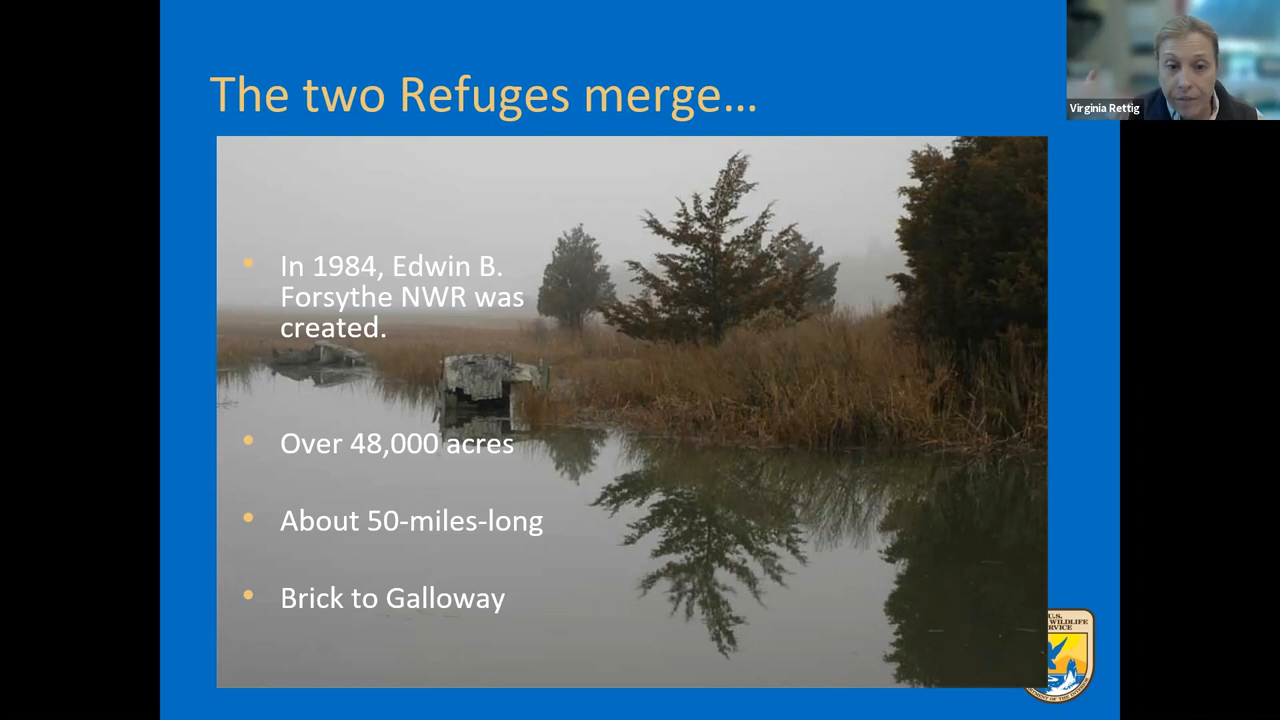 The two Refuges merge...
Virginia Rettig
In 1984, Edwin B.
Forsythe NWR was
created.
Over 48,000 acres
About 50-miles-long
Brick to Galloway
U.S.
WILDLIFE